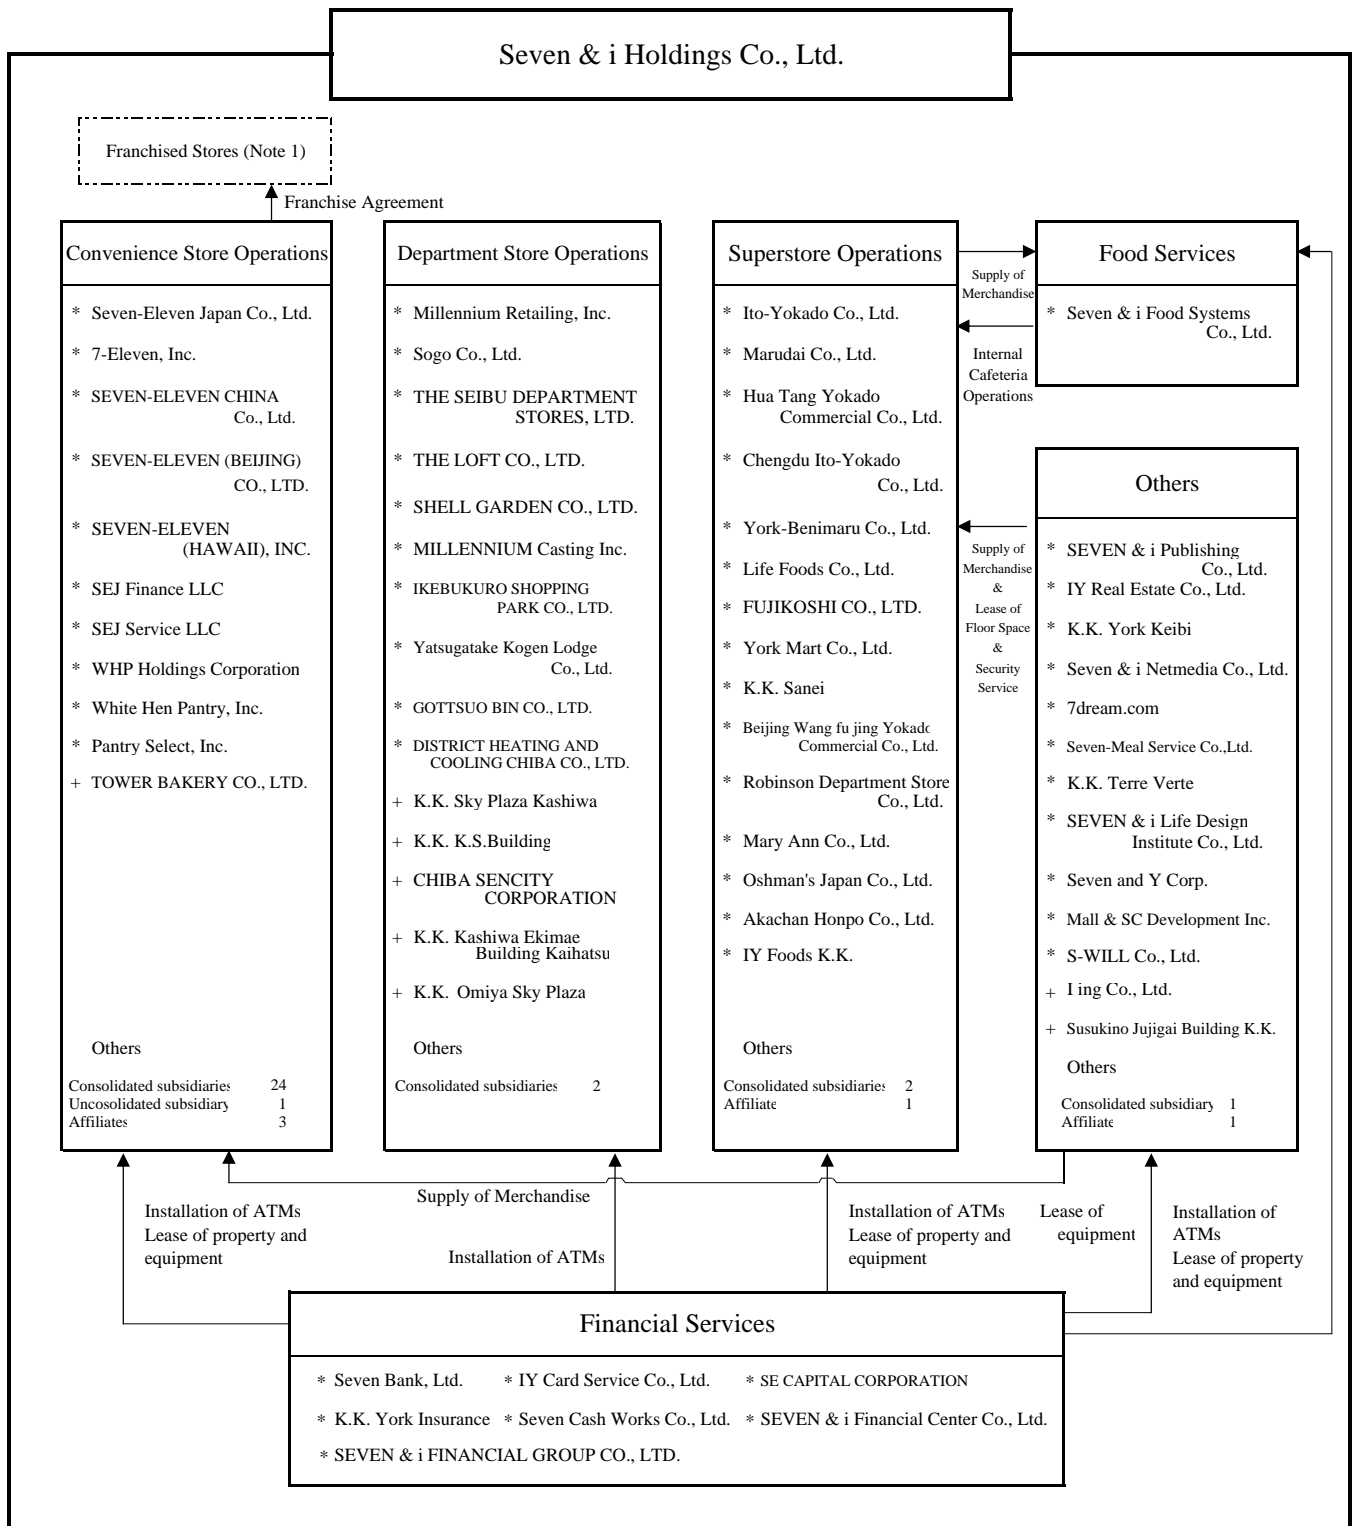 Seven & i Holdings Co., Ltd.
Franchised Stores (Note 1)
Franchise Agreement
Convenience Store Operations
* Seven-Eleven Japan Co., Ltd.
* 7-Eleven, Inc.
* SEVEN-ELEVEN CHINA
Co., Ltd.
* SEVEN-ELEVEN (BEIJING)
CO., LTD.
* SEVEN-ELEVEN
(HAWAII), INC.
* SEJ Finance LLC
* SEJ Service LLC
* WHP Holdings Corporation
* White Hen Pantry, Inc.
* Pantry Select, Inc.
+ TOWER BAKERY CO., LTD.
Others
Consolidated subsidiaries 24
Uncosolidated subsidiary 1
Affiliates 3
Department Store Operations
* Millennium Retailing, Inc.
* Sogo Co., Ltd.
* THE SEIBU DEPARTMENT
STORES, LTD.
* THE LOFT CO., LTD.
* SHELL GARDEN CO., LTD.
* MILLENNIUM Casting Inc.
* IKEBUKURO SHOPPING
PARK CO., LTD.
* Yatsugatake Kogen Lodge
Co., Ltd.
* GOTTSUO BIN CO., LTD.
* DISTRICT HEATING AND
COOLING CHIBA CO., LTD.
+ K.K. Sky Plaza Kashiwa
+ K.K. K.S.Building
+ CHIBA SENCITY
CORPORATION
+ K.K. Kashiwa Ekimae
Building Kaihatsu
+ K.K. Omiya Sky Plaza
Others
Consolidated subsidiaries 2
Superstore Operations
* Ito-Yokado Co., Ltd.
* Marudai Co., Ltd.
* Hua Tang Yokado
Commercial Co., Ltd.
* Chengdu Ito-Yokado
Co., Ltd.
* York-Benimaru Co., Ltd.
* Life Foods Co., Ltd.
* FUJIKOSHI CO., LTD.
* York Mart Co., Ltd.
* K.K. Sanei
* Beijing Wang fu jing Yokado
Commercial Co., Ltd.
* Robinson Department Store
Co., Ltd.
* Mary Ann Co., Ltd.
* Oshman's Japan Co., Ltd.
* Akachan Honpo Co., Ltd.
* IY Foods K.K.
Others
Consolidated subsidiaries 2
Affiliate 1
Supply of
Merchandise
Internal
Cafeteria
Operations
Supply of
Merchandise
&
Lease of
Floor Space
&
Security
Service
Food Services
* Seven & i Food Systems
Co., Ltd.
Others
* SEVEN & i Publishing
Co., Ltd.
* IY Real Estate Co., Ltd.
* K.K. York Keibi
* Seven & i Netmedia Co., Ltd.
* 7dream.com
* Seven-Meal Service Co.,Ltd.
* K.K. Terre Verte
* SEVEN & i Life Design
Institute Co., Ltd.
* Seven and Y Corp.
* Mall & SC Development Inc.
* S-WILL Co., Ltd.
+ I ing Co., Ltd.
+ Susukino Jujigai Building K.K.
Others
Consolidated subsidiary 1
Affiliate 1
Supply of Merchandise
Installation of ATMs
Lease of property and
equipment
Installation of ATMs
Installation of ATMs
Lease of property and
equipment
Lease of
equipment
Installation of
ATMs
Lease of property
and equipment
Financial Services
* Seven Bank, Ltd. * IY Card Service Co., Ltd. * SE CAPITAL CORPORATION
* K.K. York Insurance * Seven Cash Works Co., Ltd. * SEVEN & i Financial Center Co., Ltd.
* SEVEN & i FINANCIAL GROUP CO., LTD.